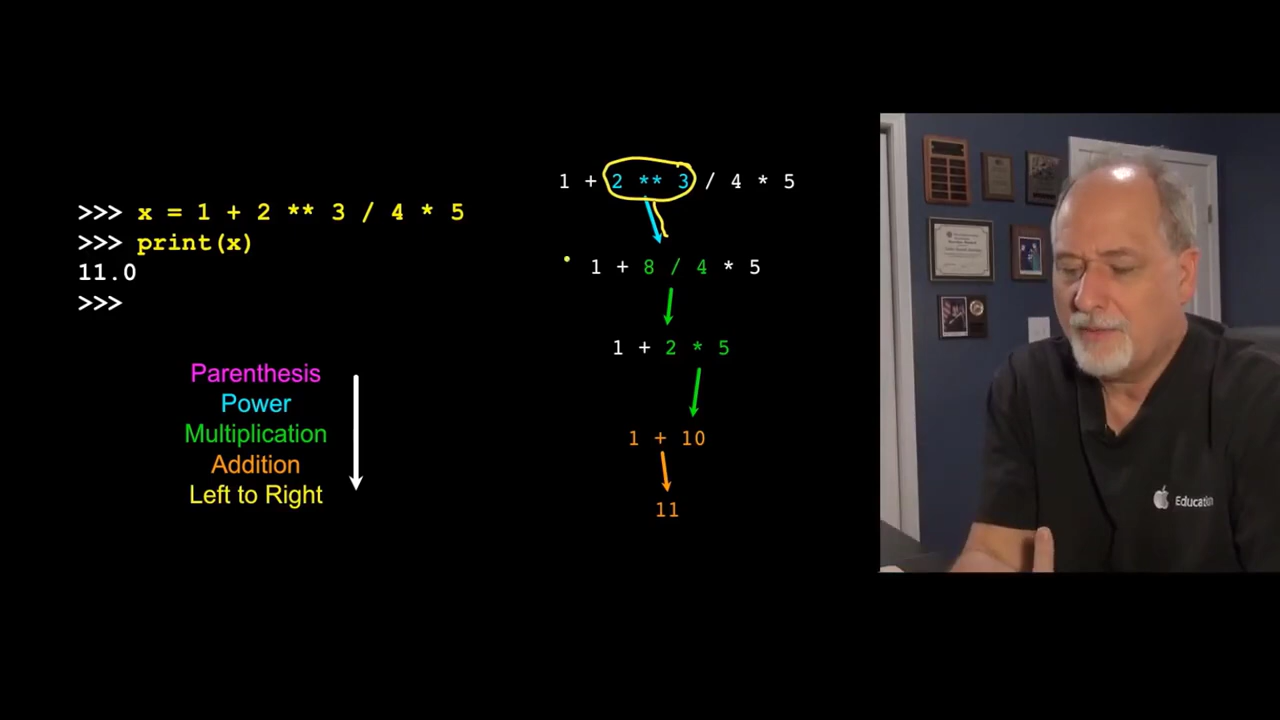 >>> x = 1 + 2 ** 3 / 4 * 5
>>> print(x)
11.0
>>>
Parenthesis
Power
Multiplication
Addition
Left to Right
1 + 2 ** 3 / 4 * 5
1 + 8 / 4 * 5
1 + 2 * 5
1 + 10
11
Education